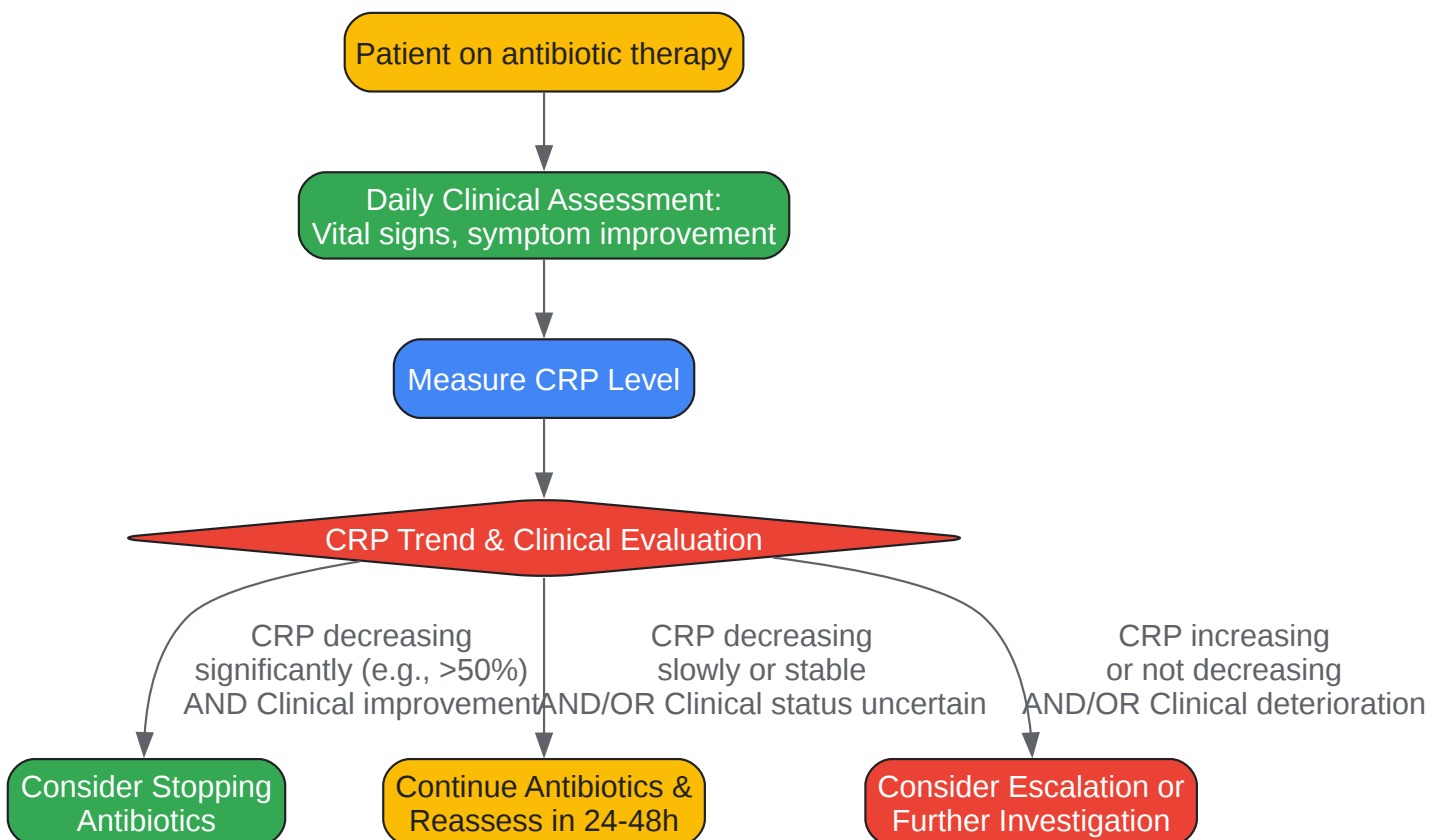 Patient on antibiotic therapy
Daily Clinical Assessment:
Vital signs, symptom improvement
Measure CRP Level
CRP Trend & Clinical Evaluation
CRP decreasing
significantly (e.g., >50%)
AND Clinical improvement
CRP decreasing
slowly or stable
AND/OR Clinical status uncertain
CRP increasing
or not decreasing
AND/OR Clinical deterioration
Consider Stopping
Antibiotics
Continue Antibiotics &
Reassess in 24-48h
Consider Escalation or
Further Investigation